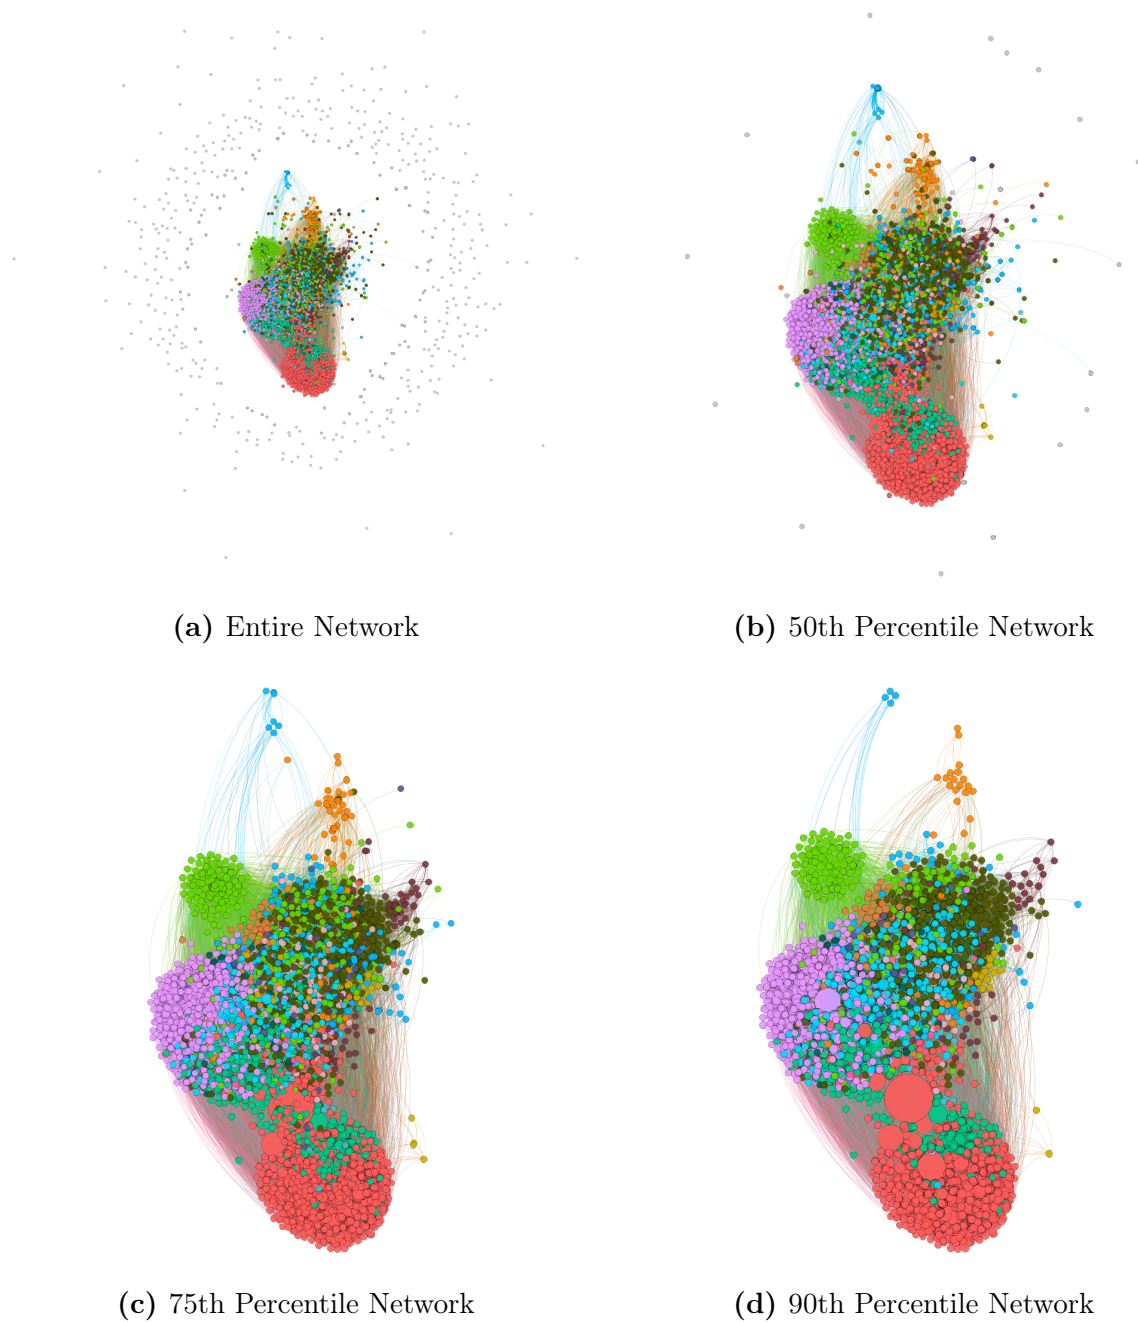 (a) Entire Network
(b) 50th Percentile Network
(c) 75th Percentile Network
(d) 90th Percentile Network